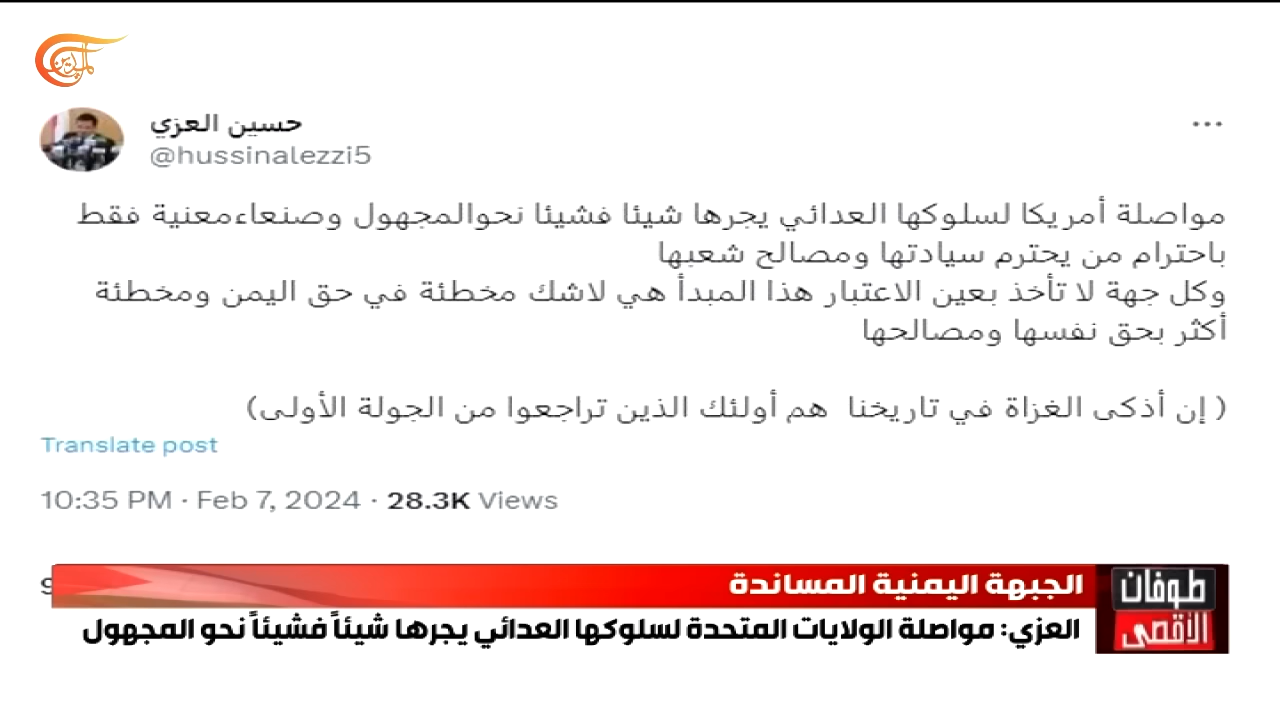 الميادين
حسين العزي
@hussinalezzi5
مواصلة أمريكا لسلوكها العدائي يجرها شيئا فشيئا نحوالمجهول وصنعاءمعنية فقط
باحترام من يحترم سيادتها ومصالح شعبها
وكل جهة لا تأخذ بعين الاعتبار هذا المبدأ هي لاشك مخطئة في حق اليمن ومخطئة
أكثر بحق نفسها ومصالحها
( إن أذكى الغزاة في تاريخنا هم أولئك الذين تراجعوا من الجولة الأولى)
Translate post
10:35 PM · Feb 7, 2024 · 28.3K Views
الجبهة اليمنية المساندة
طوفان
الأقصى
العزي: مواصلة الولايات المتحدة لسلوكها العدائي يجرها شيئاً فشيئاً نحو المجهول